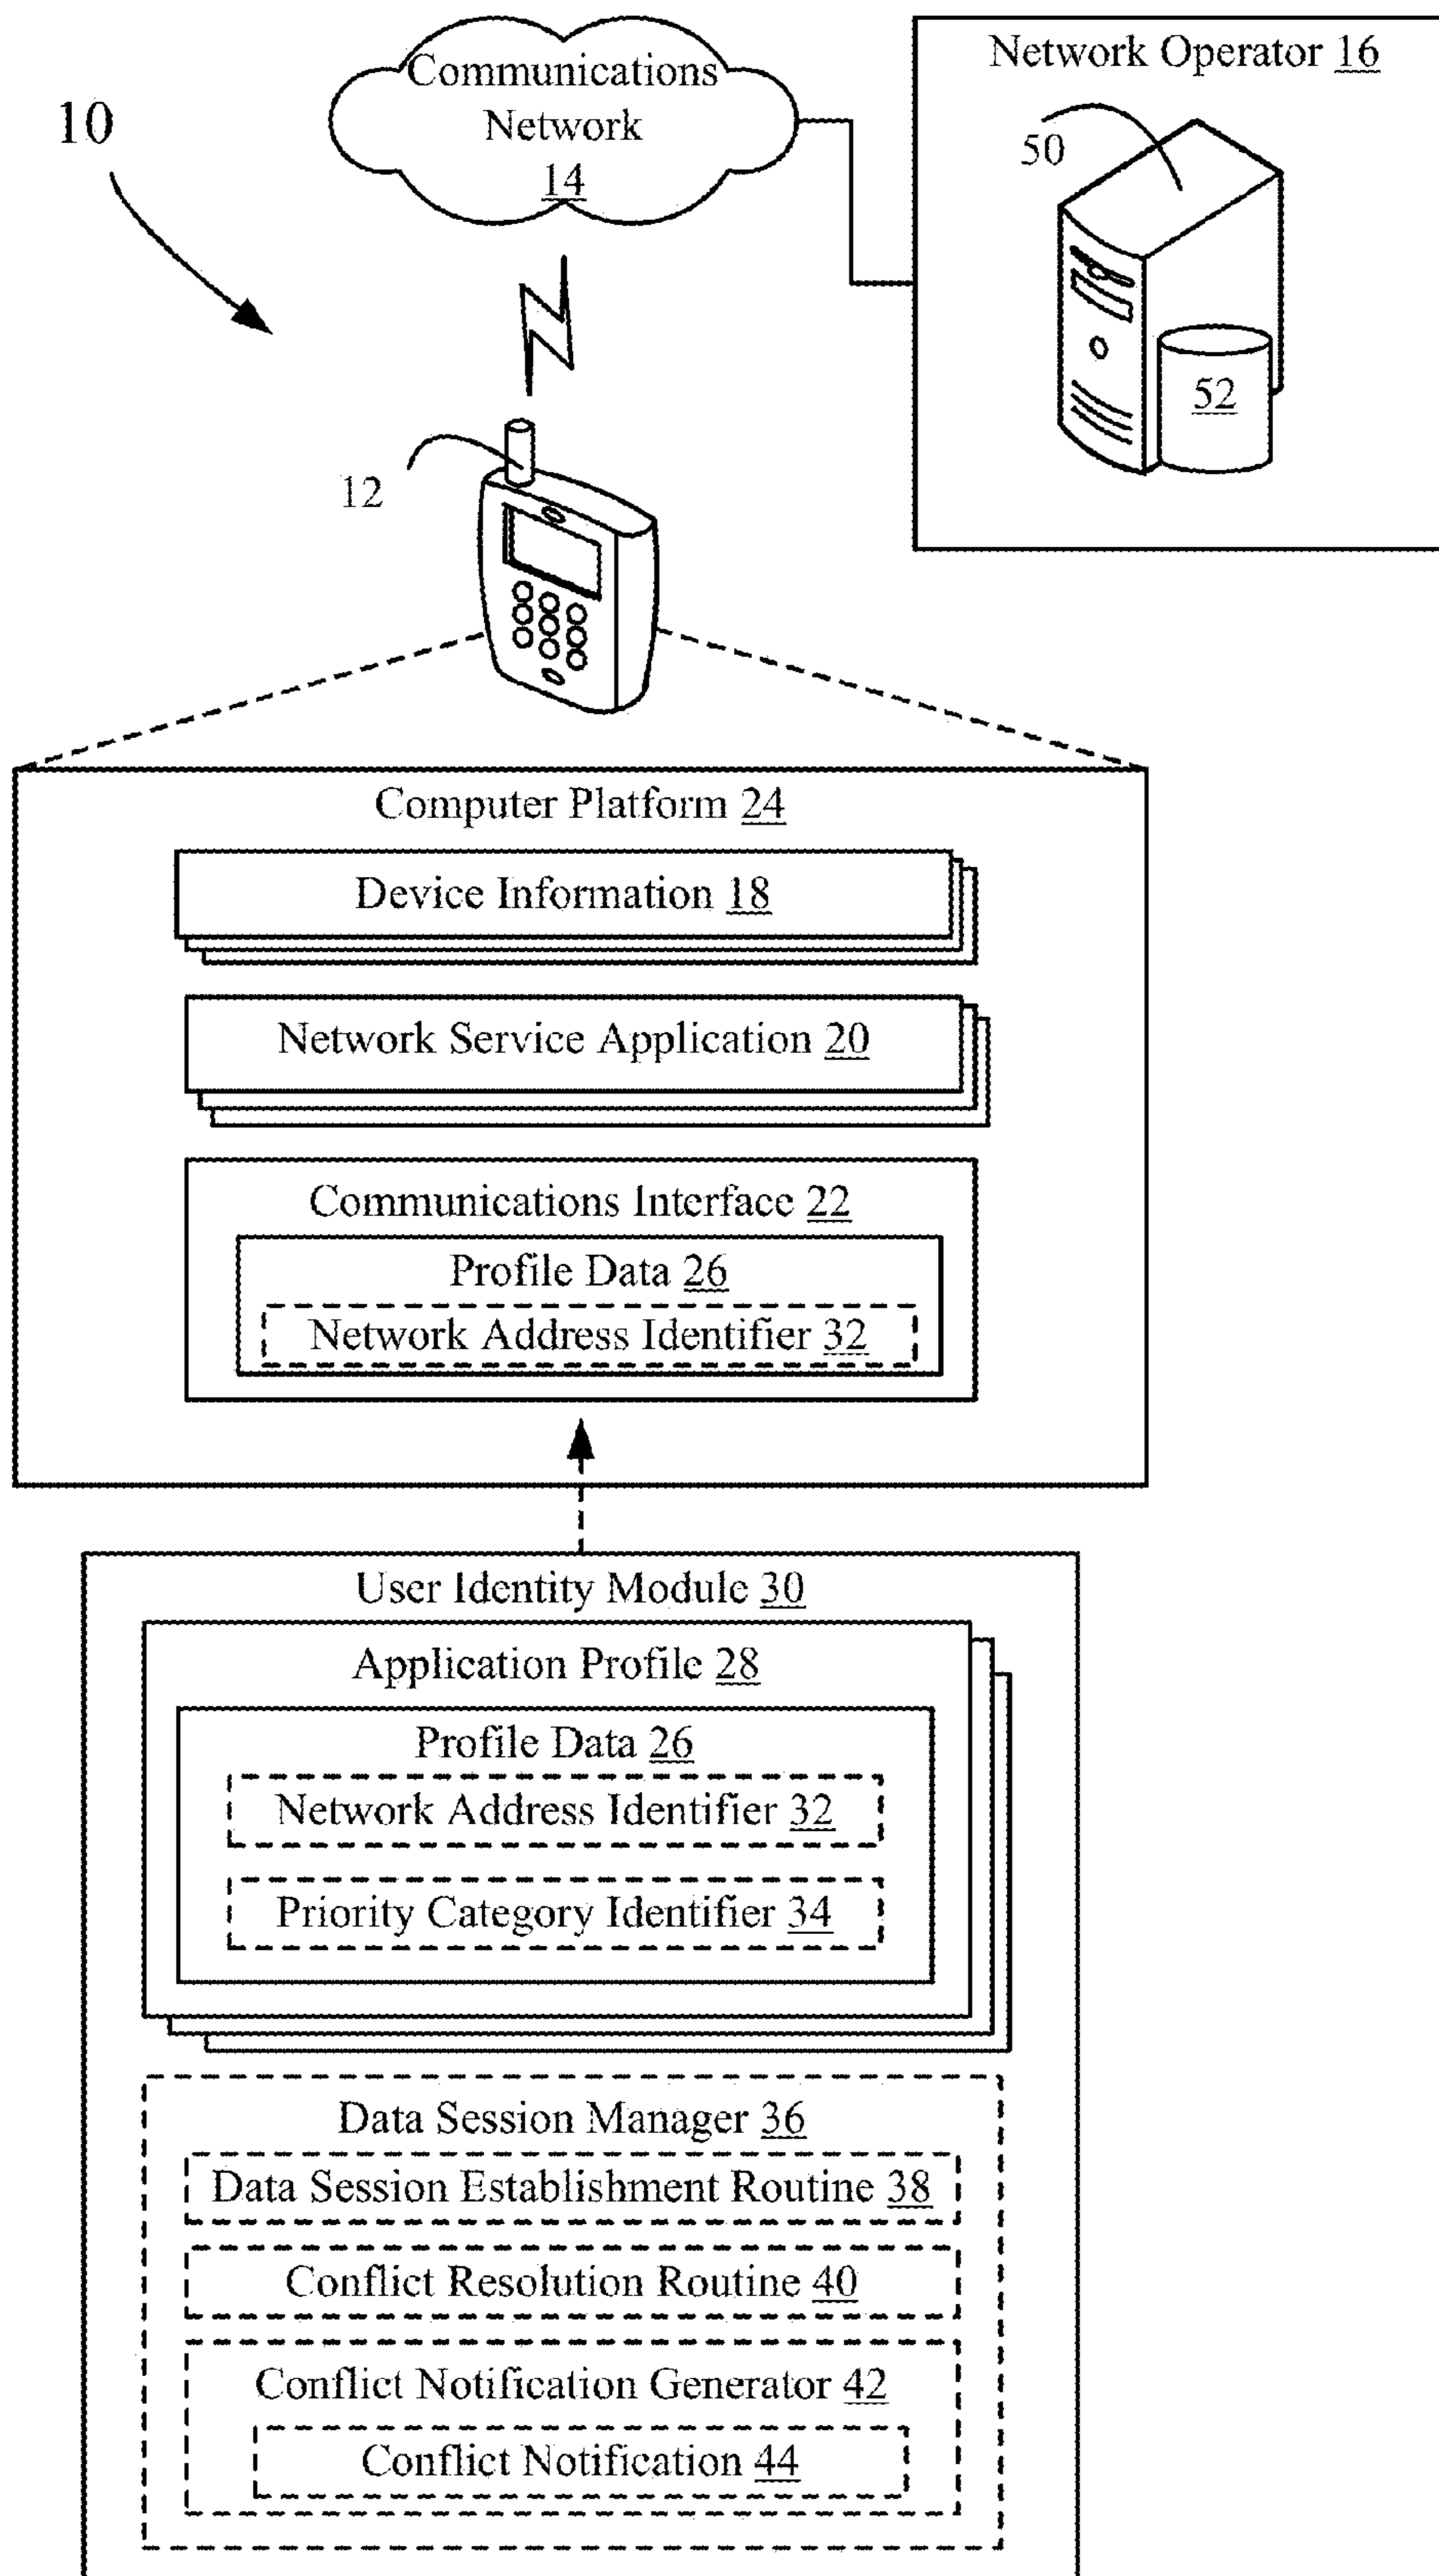 10
Communications
Network
14
Network Operator 16
50
52
12
Computer Platform 24
Device Information 18
Network Service Application 20
Communications Interface 22
Profile Data 26
Network Address Identifier 32
User Identity Module 30
Application Profile 28
Profile Data 26
Network Address Identifier 32
Priority Category Identifier 34
Data Session Manager 36
Data Session Establishment Routine 38
Conflict Resolution Routine 40
Conflict Notification Generator 42
Conflict Notification 44